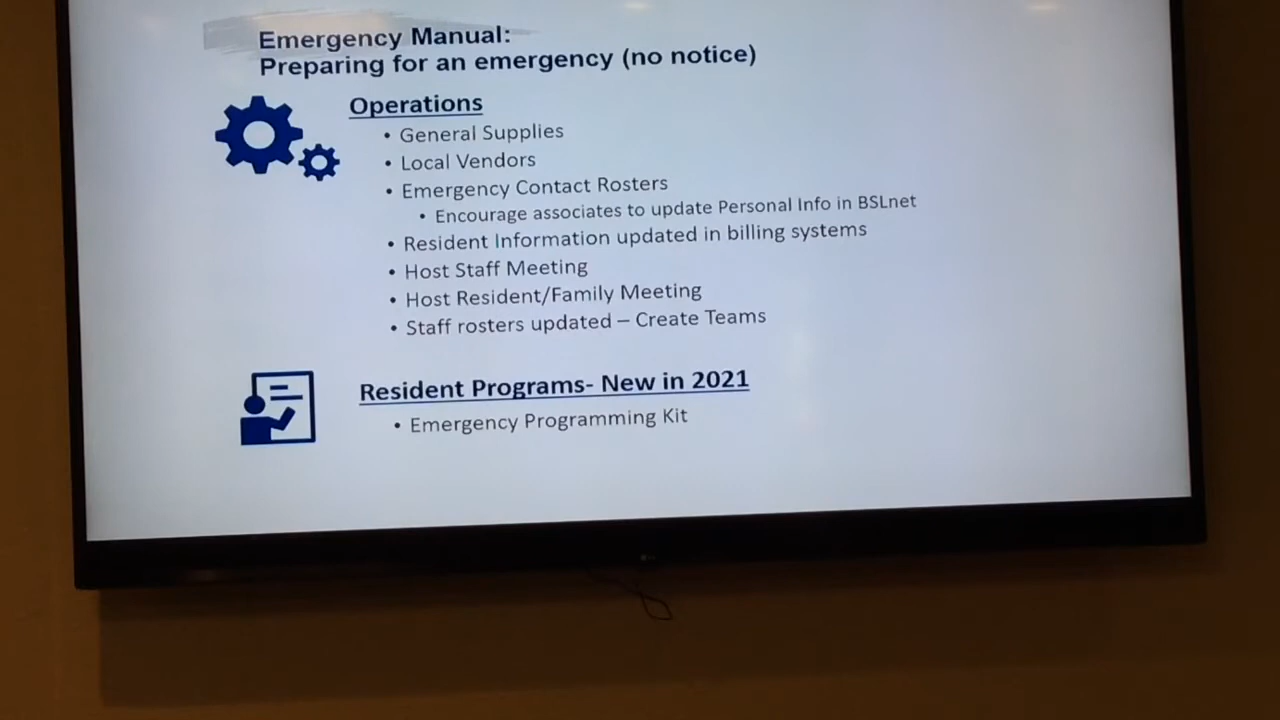 Emergency Manual:
Preparing for an emergency (no notice)
Operations
• General Supplies
• Local Vendors
• Emergency Contact Rosters
• Encourage associates to update Personal Info in BSLnet
• Resident Information updated in billing systems
• Host Staff Meeting
• Host Resident/Family Meeting
• Staff rosters updated – Create Teams
Resident Programs- New in 2021
• Emergency Programming Kit